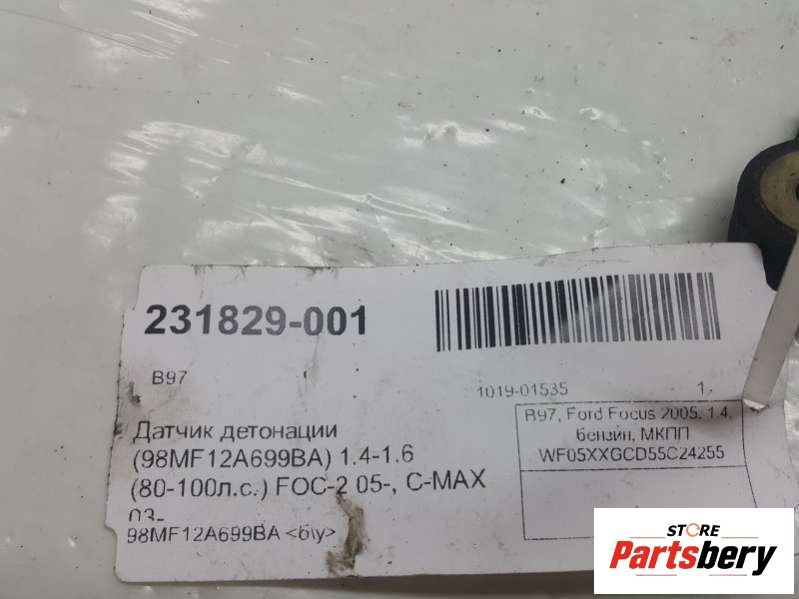 231829-001
B97
1019-01535 1,
Датчик детонации
(98MF12A699BA) 1.4-1.6
(80-100л.с.) FOC-2 05-, C-MAX
03-
98MF12A699BA <б\у>
B97, Ford Focus 2005, 1.4,
бензин, МКПП
WF05XXGCD55C24255
STORE
Partsbery